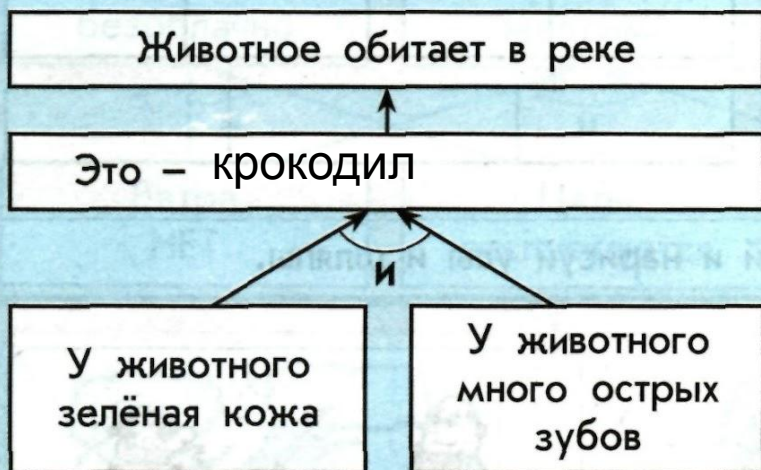 Животное обитает в реке
Это – крокодил
и
У животного
зелёная кожа
У животного
много острых
зубов